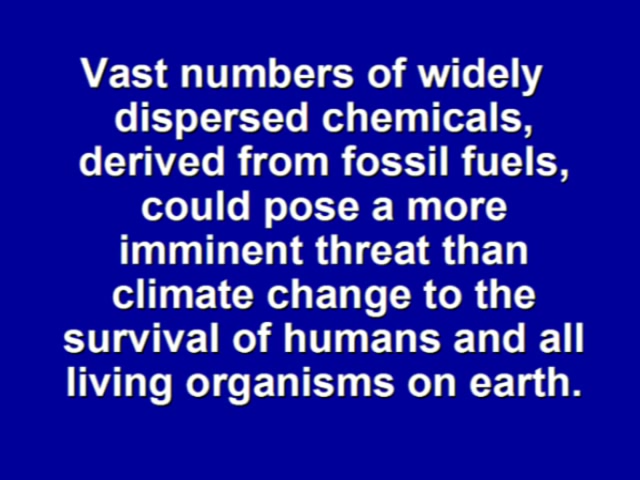 Vast numbers of widely
dispersed chemicals,
derived from fossil fuels,
could pose a more
imminent threat than
climate change to the
survival of humans and all
living organisms on earth.